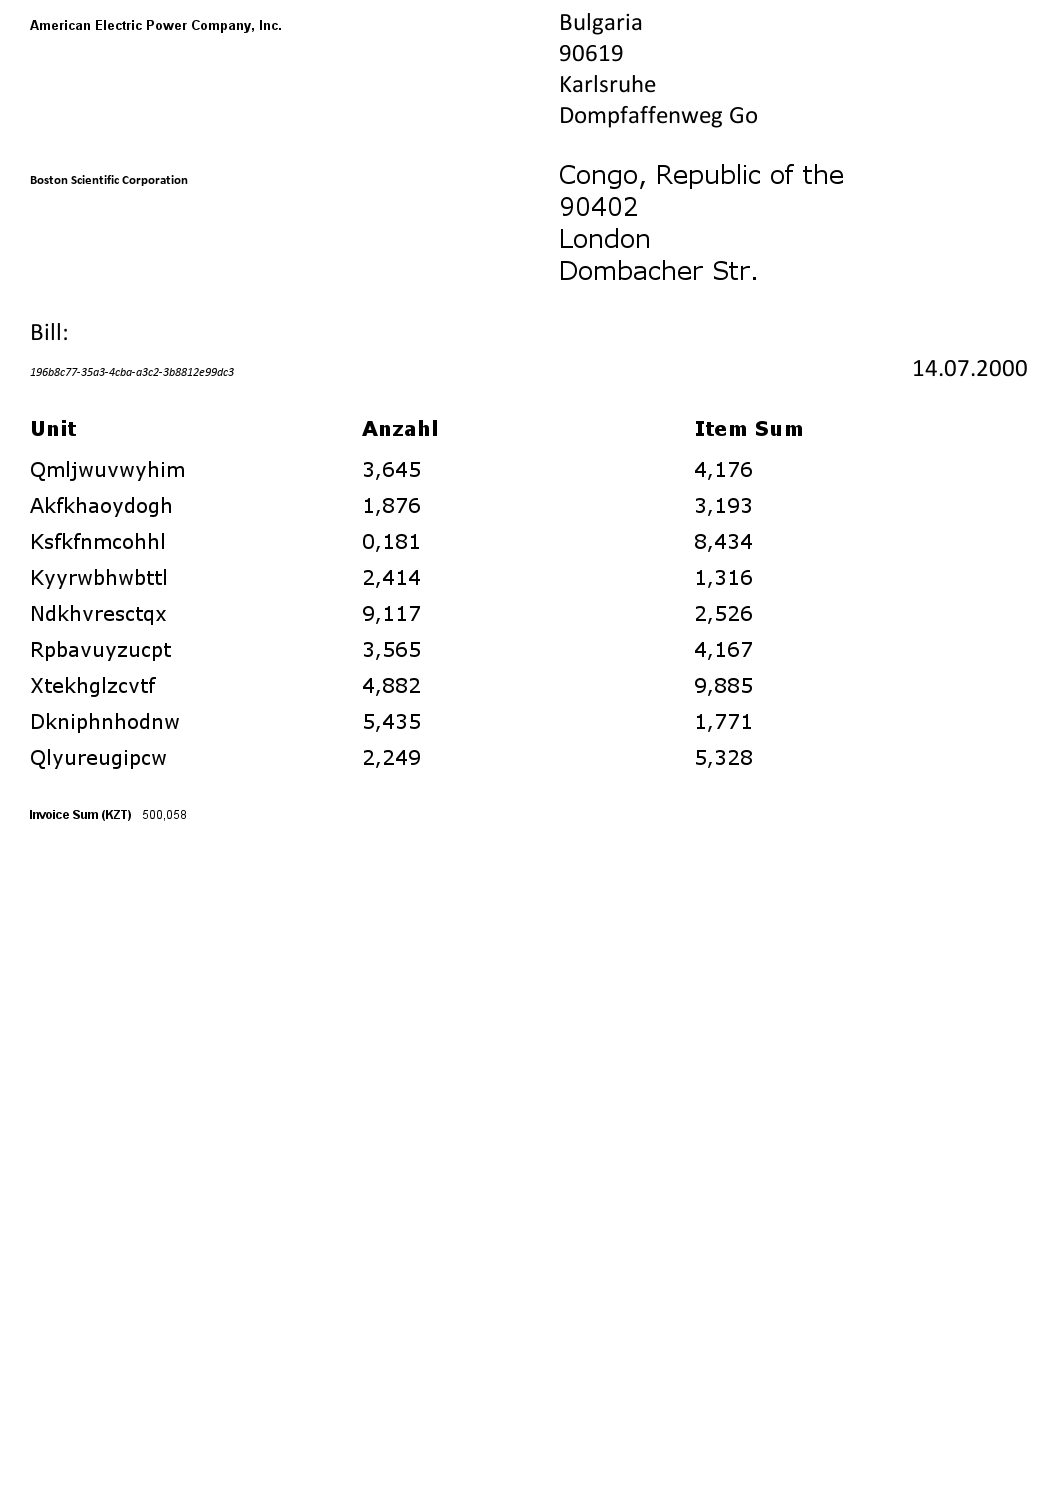 American Electric Power Company, Inc.
Bulgaria
90619
Karlsruhe
Dompfaffenweg Go
Boston Scientific Corporation
Congo, Republic of the
90402
London
Dombacher Str.
Bill:
196b8c77-35a3-4cba-a3c2-3b8812e99dc3 14.07.2000
Unit Anzahl Item Sum
Qmljwuvwyhim 3,645 4,176
Akfkhaoydogh 1,876 3,193
Ksfkfnmcohhl 0,181 8,434
Kyyrwbhwbttl 2,414 1,316
Ndkhvresctqx 9,117 2,526
Rpbavuyzucpt 3,565 4,167
Xtekhglzcvtf 4,882 9,885
Dkniphnhodnw 5,435 1,771
Qlyureugipcw 2,249 5,328
Invoice Sum (KZT) 500,058